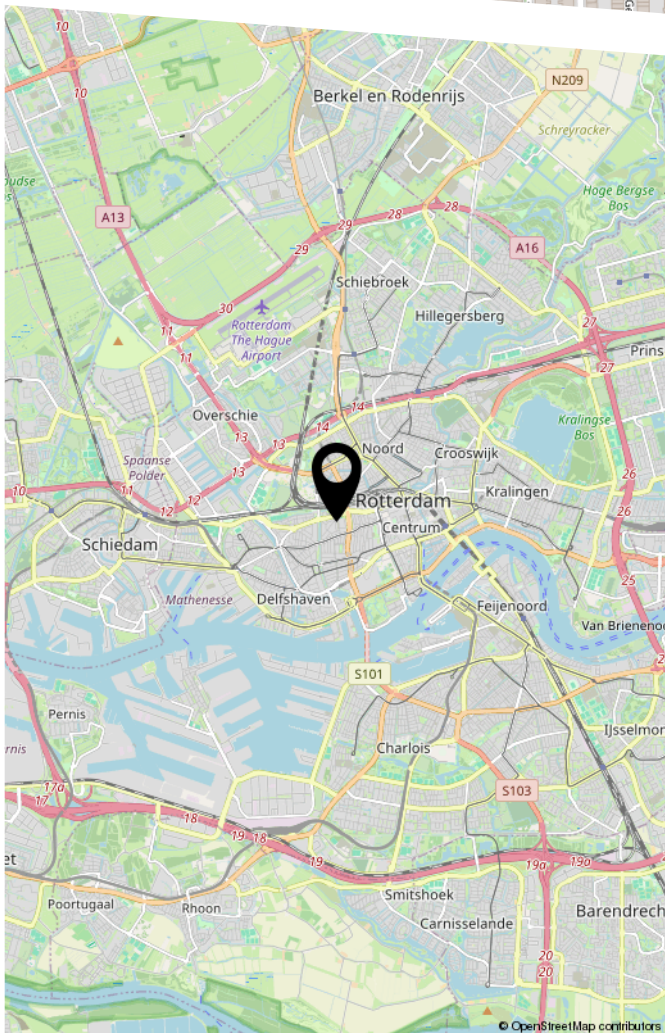 10
Berkel en Rodenrijs
N209
10
Schreyracker
Hoge Bergse
Bos
28
28
A13
29
A16
29
Schiebroek
30
Rotterdam
The Hague
Airport
Hillegersberg
27
11
11
Prins
27
14
Overschie
Kralingse
Bos
14
13
13
Noord
Crooswijk
Spaanse
Polder
13
26
10
11
12
12
Rotterdam
Kralingen
26
Centrum
Schiedam
25
Mathenesse
Delfshaven
Feijenoord
Van Brieneno
S101
Pernis
IJsselmon
Charlois
17a
17
S103
18
19
18
19
19a
19a
Smitshoek
Poortugaal
Rhoon
Barendrech
Carnisselande
20
20
© OpenStreetMap contributors